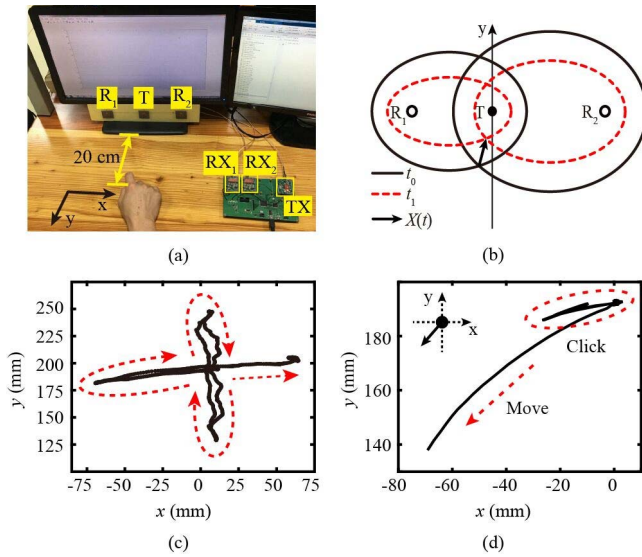 R1 T R2
20 cm
RX1 RX2
TX
x
y
(a)
y
R1 T R2
t0
t1
X(t)
(b)
250
225
200
175
150
125
-75 -50 -25 0 25 50 75
y (mm)
x (mm)
(c)
y
x
Click
Move
180
160
140
-80 -60 -40 -20 0
y (mm)
x (mm)
(d)